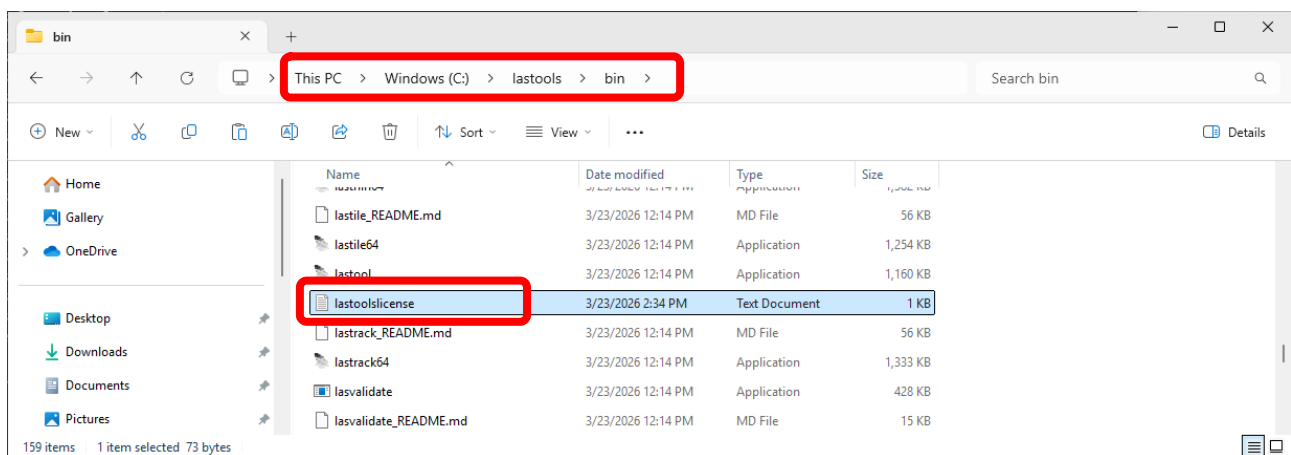 bin
This PC > Windows (C:) > lastools > bin >
Search bin
New
Sort
View
Details
Home
Gallery
OneDrive
Desktop
Downloads
Documents
Pictures
Name Date modified Type Size
lastile_README.md 3/23/2026 12:14 PM MD File 56 KB
lastile64 3/23/2026 12:14 PM Application 1,254 KB
lastool 3/23/2026 12:14 PM Application 1,160 KB
lastoolslicense 3/23/2026 2:34 PM Text Document 1 KB
lastrack_README.md 3/23/2026 12:14 PM MD File 56 KB
lastrack64 3/23/2026 12:14 PM Application 1,333 KB
lasvalidate 3/23/2026 12:14 PM Application 428 KB
lasvalidate_README.md 3/23/2026 12:14 PM MD File 15 KB
159 items 1 item selected 73 bytes